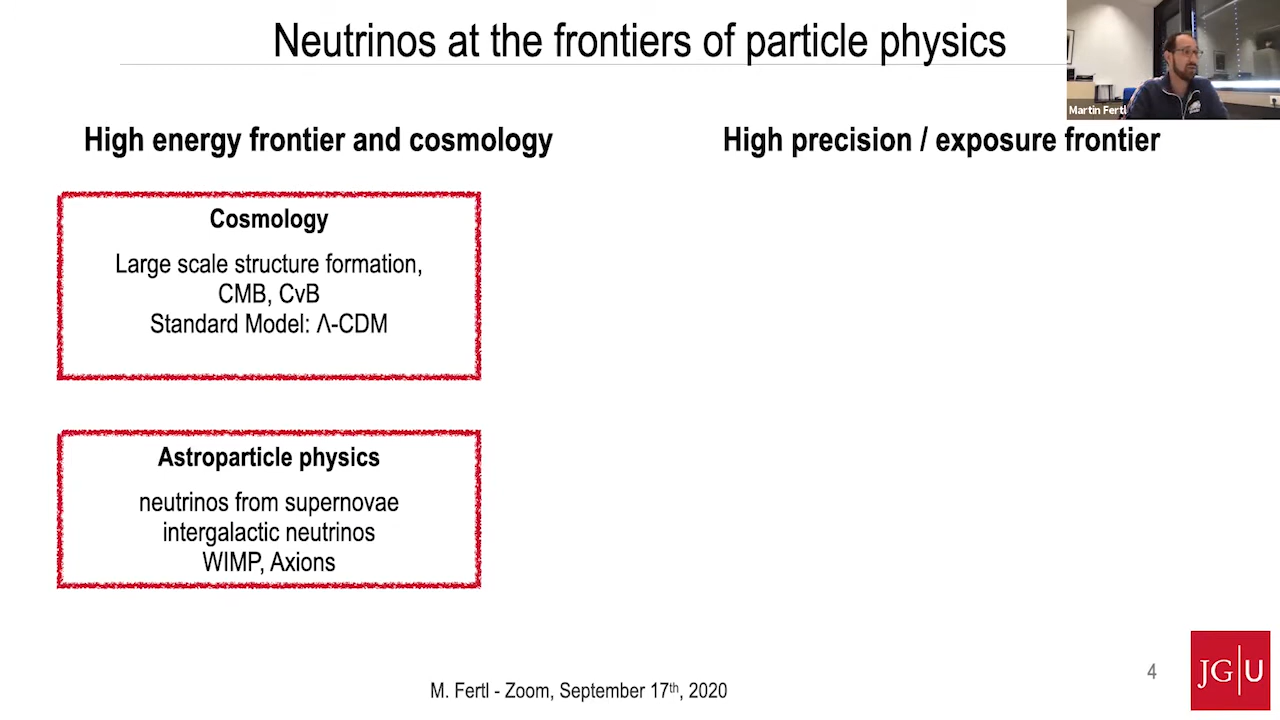 Neutrinos at the frontiers of particle physics
Martin Fertl
High energy frontier and cosmology
High precision / exposure frontier
Cosmology
Large scale structure formation,
CMB, CvB
Standard Model: Λ-CDM
Astroparticle physics
neutrinos from supernovae
intergalactic neutrinos
WIMP, Axions
M. Fertl - Zoom, September 17th, 2020
4
JG|U